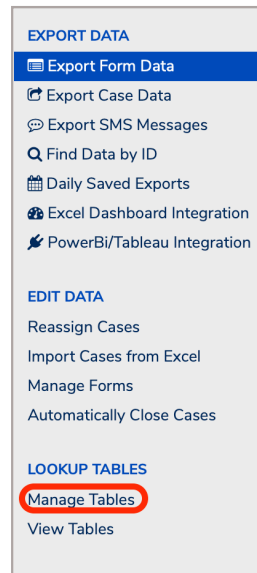 EXPORT DATA
Export Form Data
Export Case Data
Export SMS Messages
Find Data by ID
Daily Saved Exports
Excel Dashboard Integration
PowerBi/Tableau Integration
EDIT DATA
Reassign Cases
Import Cases from Excel
Manage Forms
Automatically Close Cases
LOOKUP TABLES
Manage Tables
View Tables